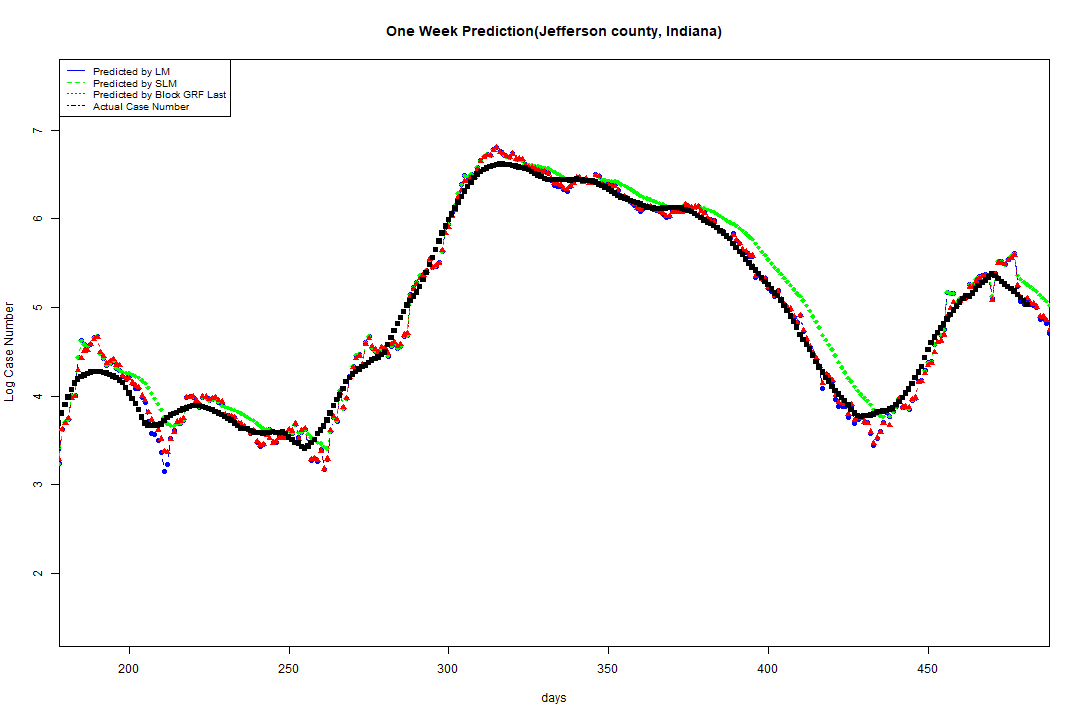 One Week Prediction(Jefferson county, Indiana)
Predicted by LM
Predicted by SLM
Predicted by Block GRF Last
Actual Case Number
7
6
5
4
3
2
Log Case Number
200 250 300 350 400 450
days